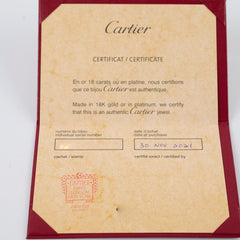 Cartier
CERTIFICAT / CERTIFICATE
En or 18 carats ou en platine, nous certifions
que ce bijou Cartier est authentique.
Made in 18K gold or in platinum, we certify
that this is an authentic Cartier jewel.
numéro du bijou
individual serial number
date d'achat
date of purchase
30 NOV 2021
cachet / stamp
certifié exact / certified by
CARTIER